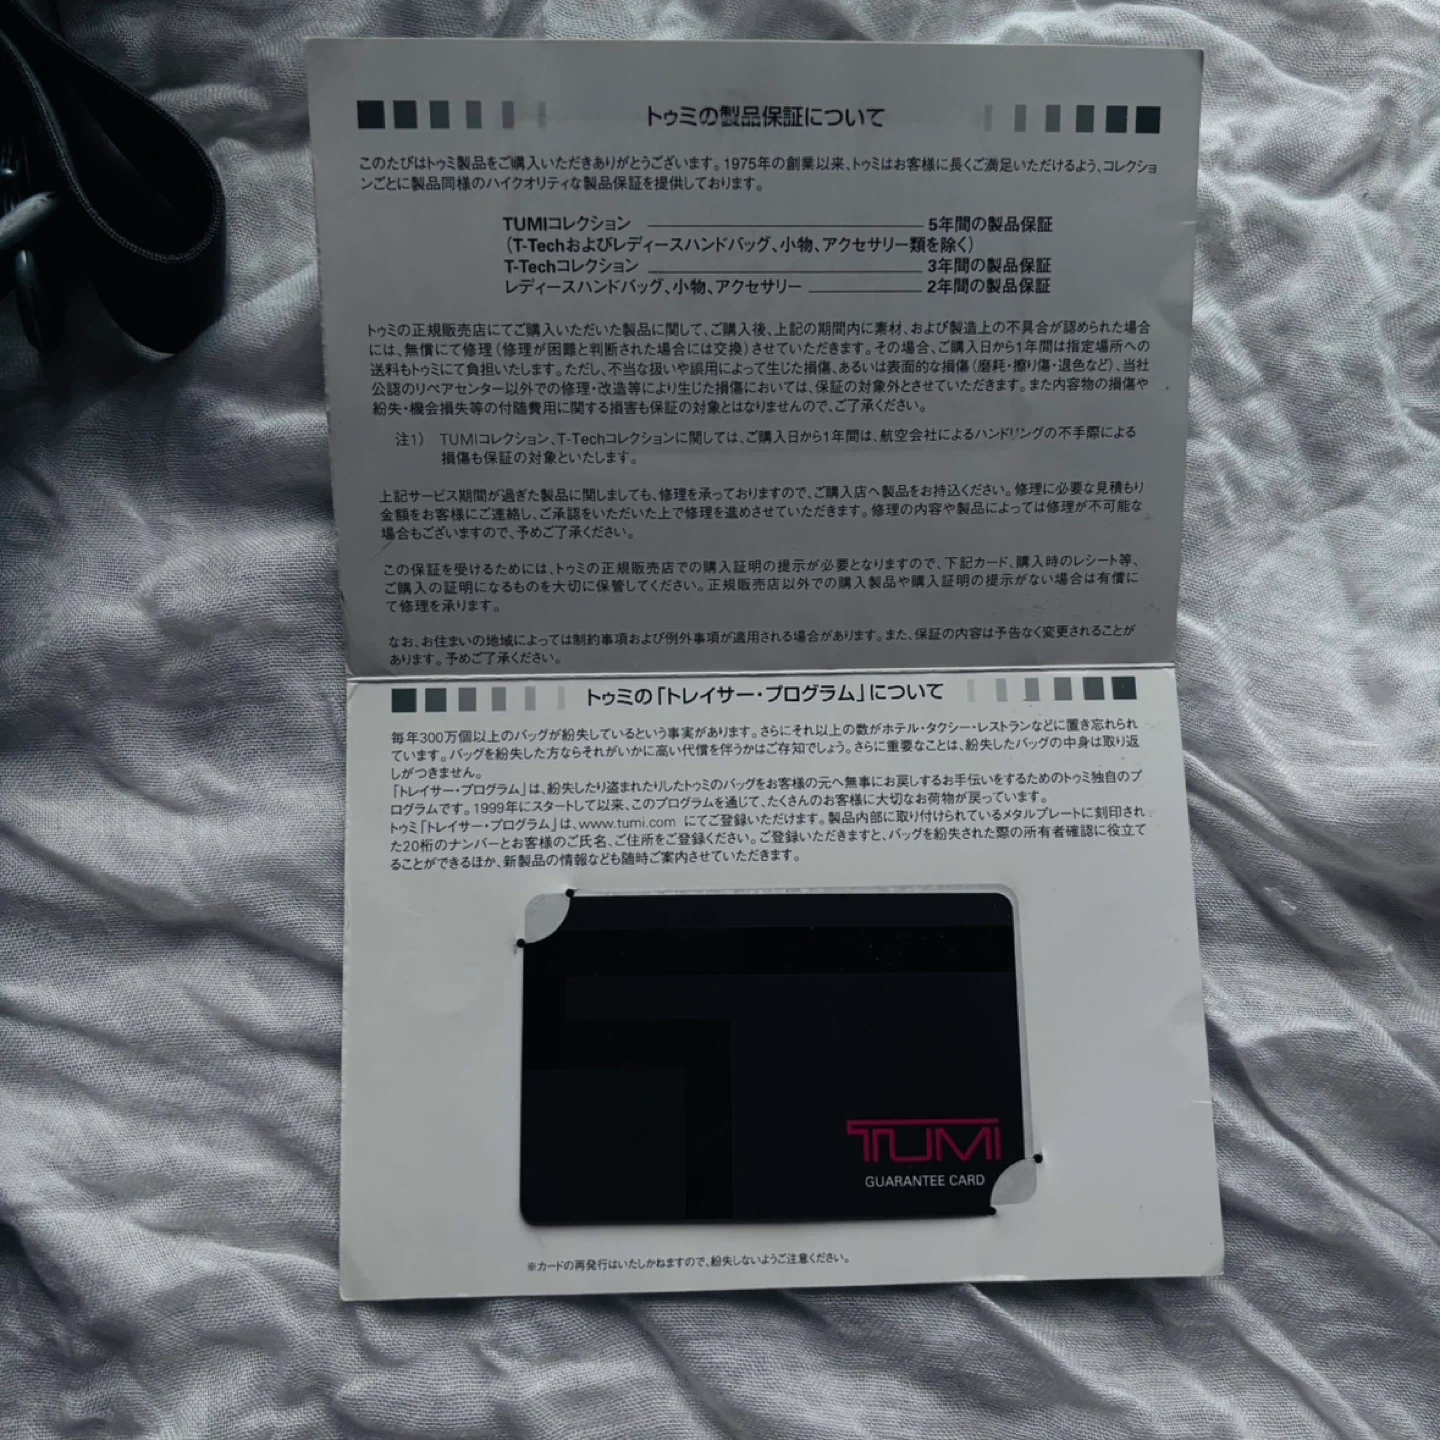 トゥミの製品保証について
このたびはトゥミ製品をご購入いただきありがとうございます。1975年の創業以来、トゥミはお客様に長くご満足いただけるよう、コレクショ
ンごとに製品同様のハイクオリティな製品保証を提供しております。
TUMIコレクション 5年間の製品保証
（T-Techおよびレディースハンドバッグ、小物、アクセサリー類を除く）
T-Techコレクション 3年間の製品保証
レディースハンドバッグ、小物、アクセサリー 2年間の製品保証
トゥミの正規販売店にてご購入いただいた製品に関して、ご購入後、上記の期間内に素材、および製造上の不具合が認められた場合
には、無償にて修理（修理が困難と判断された場合には交換）させていただきます。その場合、ご購入日から1年間は指定場所への
送料もトゥミにて負担いたします。ただし、不当な扱いや誤用によって生じた損傷、あるいは表面的な損傷（磨耗・擦り傷・退色など）、当社
公認のリペアセンター以外での修理・改造等により生じた損傷においては、保証の対象外とさせていただきます。また内容物の損傷や
紛失・機会損失等の付随費用に関する損害も保証の対象とはなりませんので、ご了承ください。
注1） TUMIコレクション、T-Techコレクションに関しては、ご購入日から1年間は、航空会社によるハンドリングの不手際による
損傷も保証の対象といたします。
上記サービス期間が過ぎた製品に関しましても、修理を承っておりますので、ご購入店へ製品をお持込ください。修理に必要な見積もり
金額をお客様にご連絡し、ご承認をいただいた上で修理を進めさせていただきます。修理の内容や製品によっては修理が不可能な
場合もございますので、予めご了承ください。
この保証を受けるためには、トゥミの正規販売店での購入証明の提示が必要となりますので、下記カード、購入時のレシート等、
ご購入の証明になるものを大切に保管してください。正規販売店以外での購入製品や購入証明の提示がない場合は有償に
て修理を承ります。
なお、お住まいの地域によっては制約事項および例外事項が適用される場合があります。また、保証の内容は予告なく変更されることが
あります。予めご了承ください。
トゥミの「トレイサー・プログラム」について
毎年300万個以上のバッグが紛失しているという事実があります。さらにそれ以上の数がホテル・タクシー・レストランなどに置き忘れられ
ています。バッグを紛失した方ならそれがいかに高い代償を伴うかはご存知でしょう。さらに重要なことは、紛失したバッグの中身は取り返
しがつきません。
「トレイサー・プログラム」は、紛失したり盗まれたりしたトゥミのバッグをお客様の元へ無事にお戻しするお手伝いをするためのトゥミ独自のプ
ログラムです。1999年にスタートして以来、このプログラムを通じて、たくさんのお客様に大切なお荷物が戻っています。
トゥミ「トレイサー・プログラム」は、www.tumi.com にてご登録いただけます。製品内部に取り付けられているメタルプレートに刻印され
た20桁のナンバーとお客様のご氏名、ご住所をご登録ください。ご登録いただきますと、バッグを紛失された際の所有者確認に役立て
ることができるほか、新製品の情報なども随時ご案内させていただきます。
TUMI
GUARANTEE CARD
※カードの再発行はいたしかねますので、紛失しないようご注意ください。